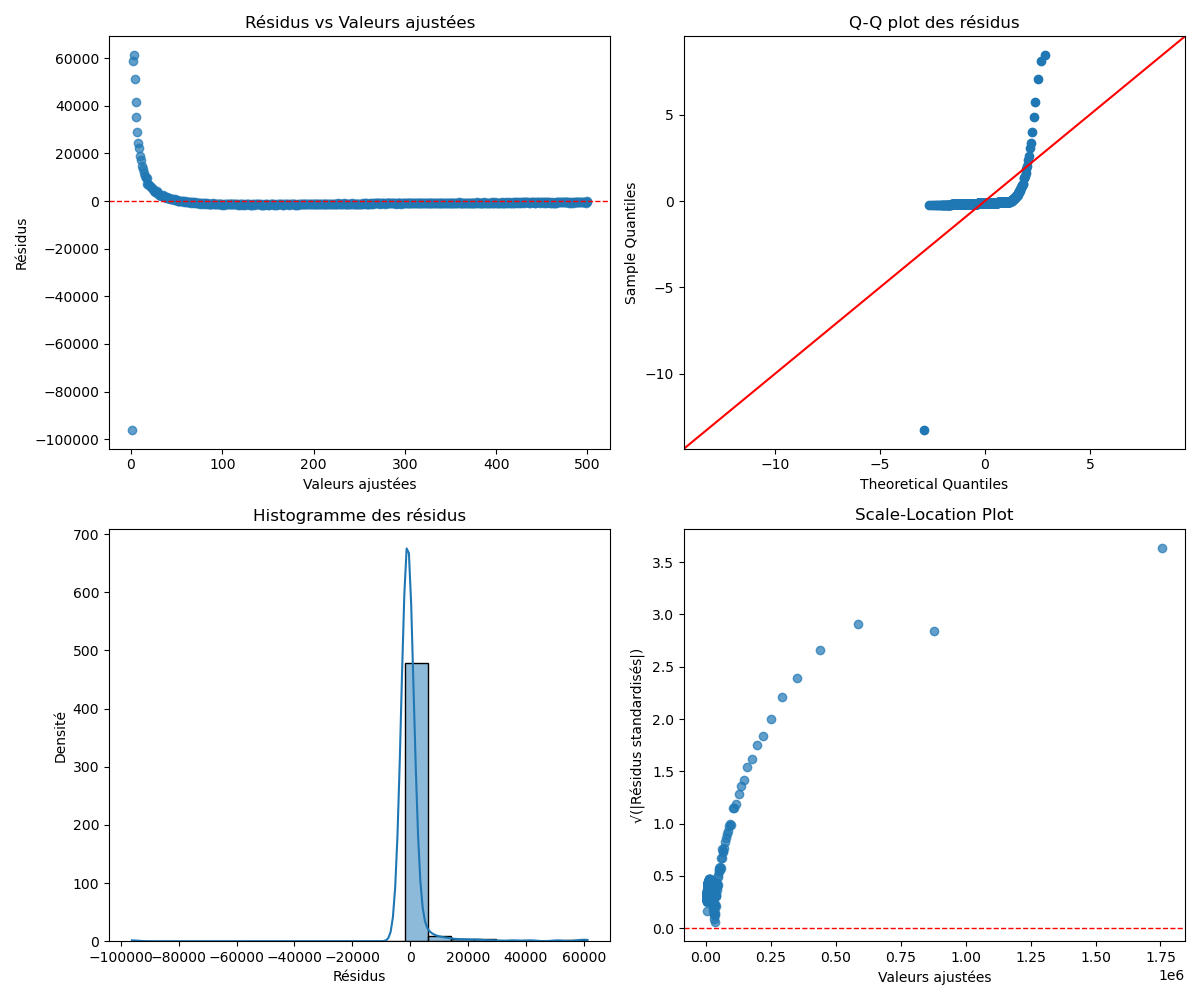 Résidus vs Valeurs ajustées
60000
40000
20000
0
−20000
−40000
−60000
−80000
−100000
Résidus
0 100 200 300 400 500
Valeurs ajustées
Q-Q plot des résidus
5
0
−5
−10
Sample Quantiles
−10 −5 0 5
Theoretical Quantiles
Histogramme des résidus
700
600
500
400
300
200
100
0
Densité
−100000 −80000 −60000 −40000 −20000 0 20000 40000 60000
Résidus
Scale-Location Plot
3.5
3.0
2.5
2.0
1.5
1.0
0.5
0.0
√(|Résidus standardisés|)
0.00 0.25 0.50 0.75 1.00 1.25 1.50 1.75
1e6
Valeurs ajustées